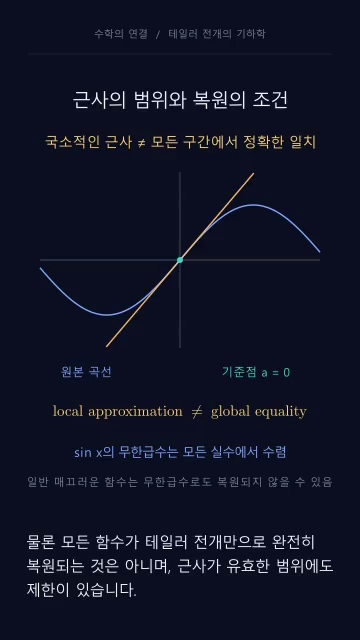 수학의 연결 / 테일러 전개의 기하학
근사의 범위와 복원의 조건
국소적인 근사 ≠ 모든 구간에서 정확한 일치
원본 곡선
기준점 a = 0
local approximation ≠ global equality
sin x의 무한급수는 모든 실수에서 수렴
일반 매끄러운 함수는 무한급수로도 복원되지 않을 수 있음
물론 모든 함수가 테일러 전개만으로 완전히
복원되는 것은 아니며, 근사가 유효한 범위에도
제한이 있습니다.